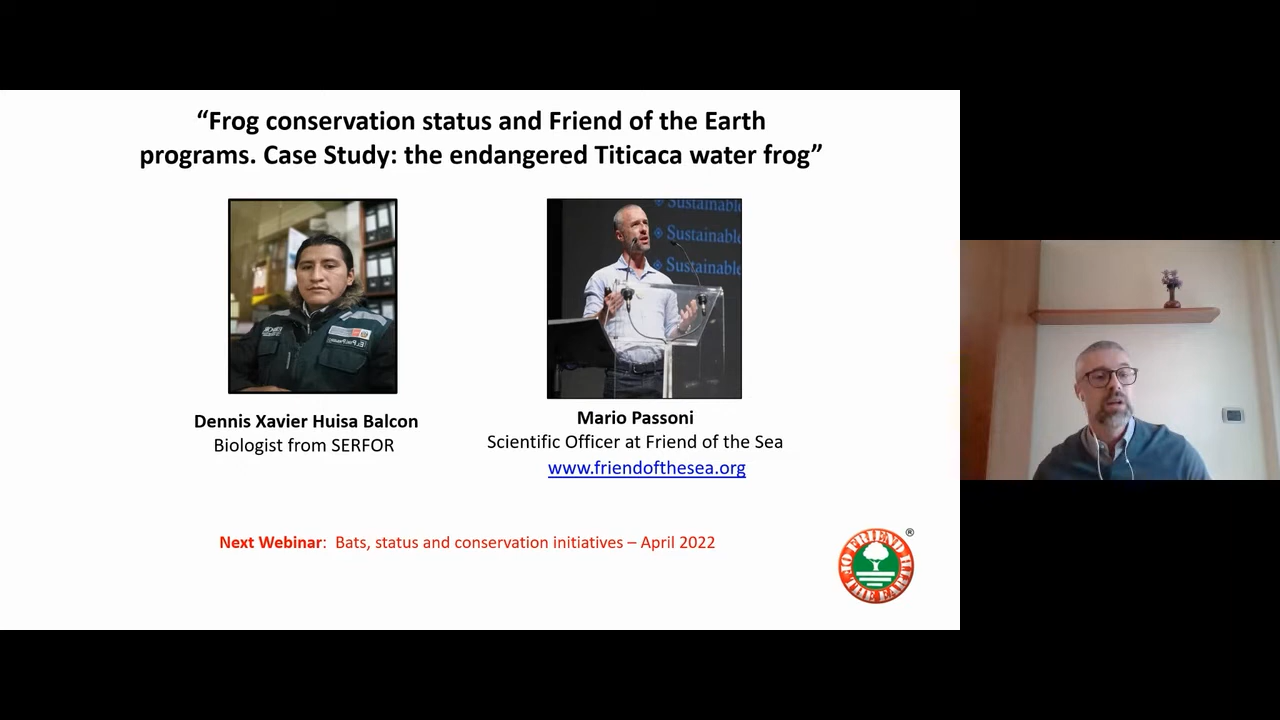 “Frog conservation status and Friend of the Earth
programs. Case Study: the endangered Titicaca water frog”
Sustainable
Sustainable
Sustainable
Dennis Xavier Huisa Balcon
Biologist from SERFOR
Mario Passoni
Scientific Officer at Friend of the Sea
www.friendofthesea.org
Next Webinar: Bats, status and conservation initiatives – April 2022
FRIEND OF THE EARTH
®